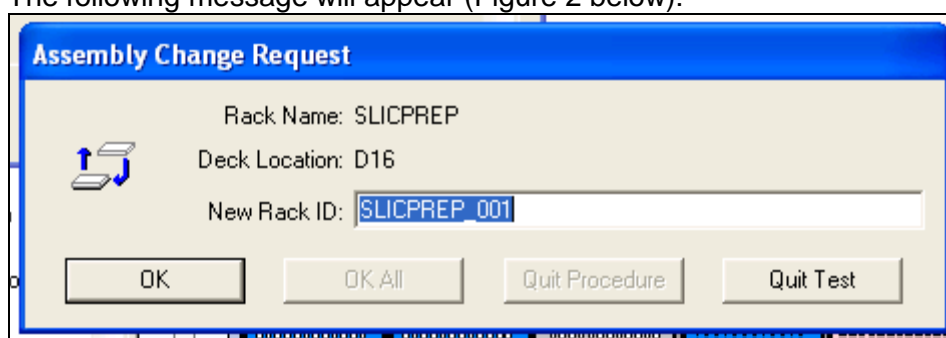 The following message will appear (Figure 2 below):
Assembly Change Request
Rack Name: SLICPREP
Deck Location: D16
New Rack ID: SLICPREP_001
OK
OK All
Quit Procedure
Quit Test